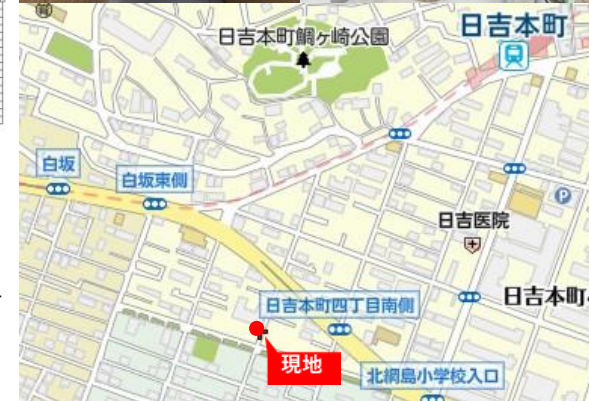 日吉本町
日吉本町鯛ヶ崎公園
白坂
白坂東側
P
日吉医院
日吉本町四丁目南側
日吉本町
現地
北綱島小学校入口